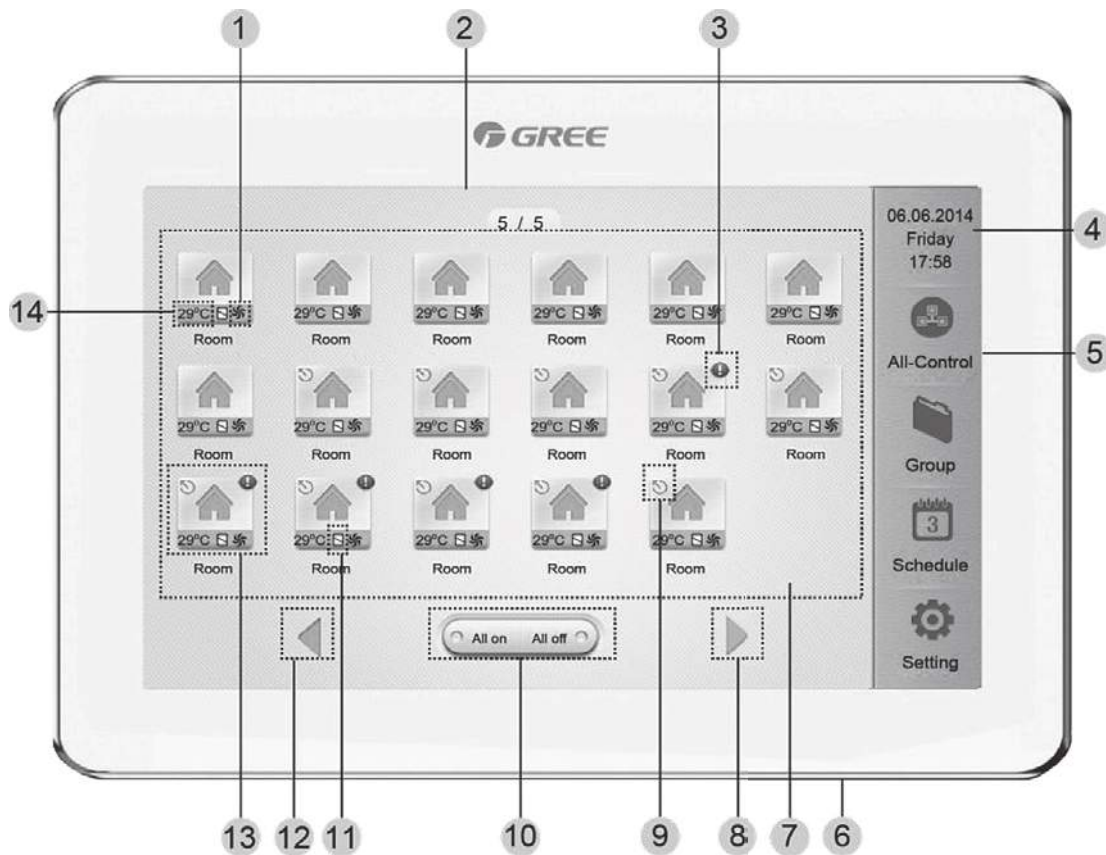 1 2 3
GREE
5 / 5
06.06.2014
Friday
17:58
4
29°C 29°C 29°C 29°C 29°C 29°C
14
Room Room Room Room Room Room
All-Control
5
29°C 29°C 29°C 29°C 29°C 29°C
Room Room Room Room Room Room
Group
3
29°C 29°C 29°C 29°C 29°C
Room Room Room Room Room
Schedule
All on All off
Setting
13 12 11 10 9 8 7 6